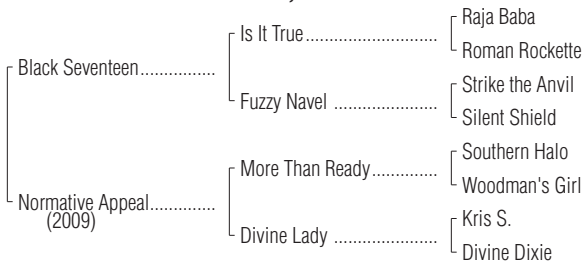 Raja Baba
Is It True
Roman Rockette
Black Seventeen
Strike the Anvil
Fuzzy Navel
Silent Shield
Southern Halo
More Than Ready
Woodman's Girl
Normative Appeal
(2009)
Kris S.
Divine Lady
Divine Dixie